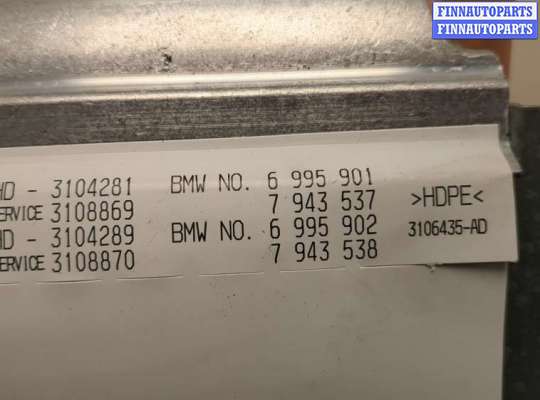 FINNAUTOPARTS
FINNAUTOPARTS
HD - 3104281 BMW NO. 6 995 901
SERVICE 3108869 7 943 537
HD - 3104289 BMW NO. 6 995 902
SERVICE 3108870 7 943 538
>HDPE<
3106435-AD